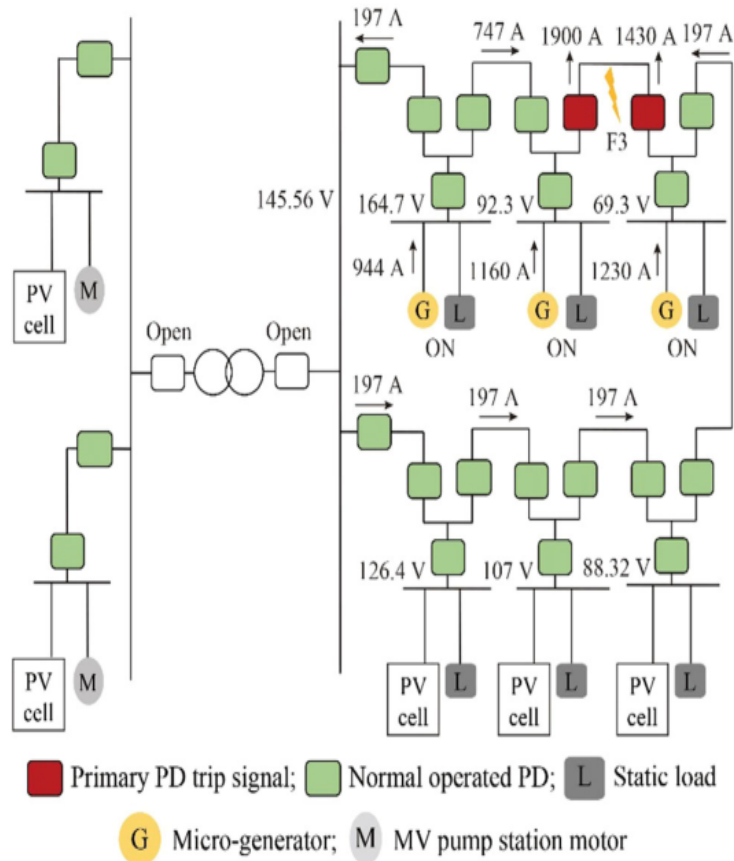 197 A
747 A
1900 A
1430 A
197 A
F3
145.56 V
164.7 V
92.3 V
69.3 V
944 A
1160 A
1230 A
PV
cell
M
G
L
G
L
G
L
ON
ON
ON
Open
Open
197 A
197 A
197 A
126.4 V
107 V
88.32 V
PV
cell
M
PV
cell
L
PV
cell
L
PV
cell
L
Primary PD trip signal;
Normal operated PD;
L Static load
G Micro-generator;
M MV pump station motor